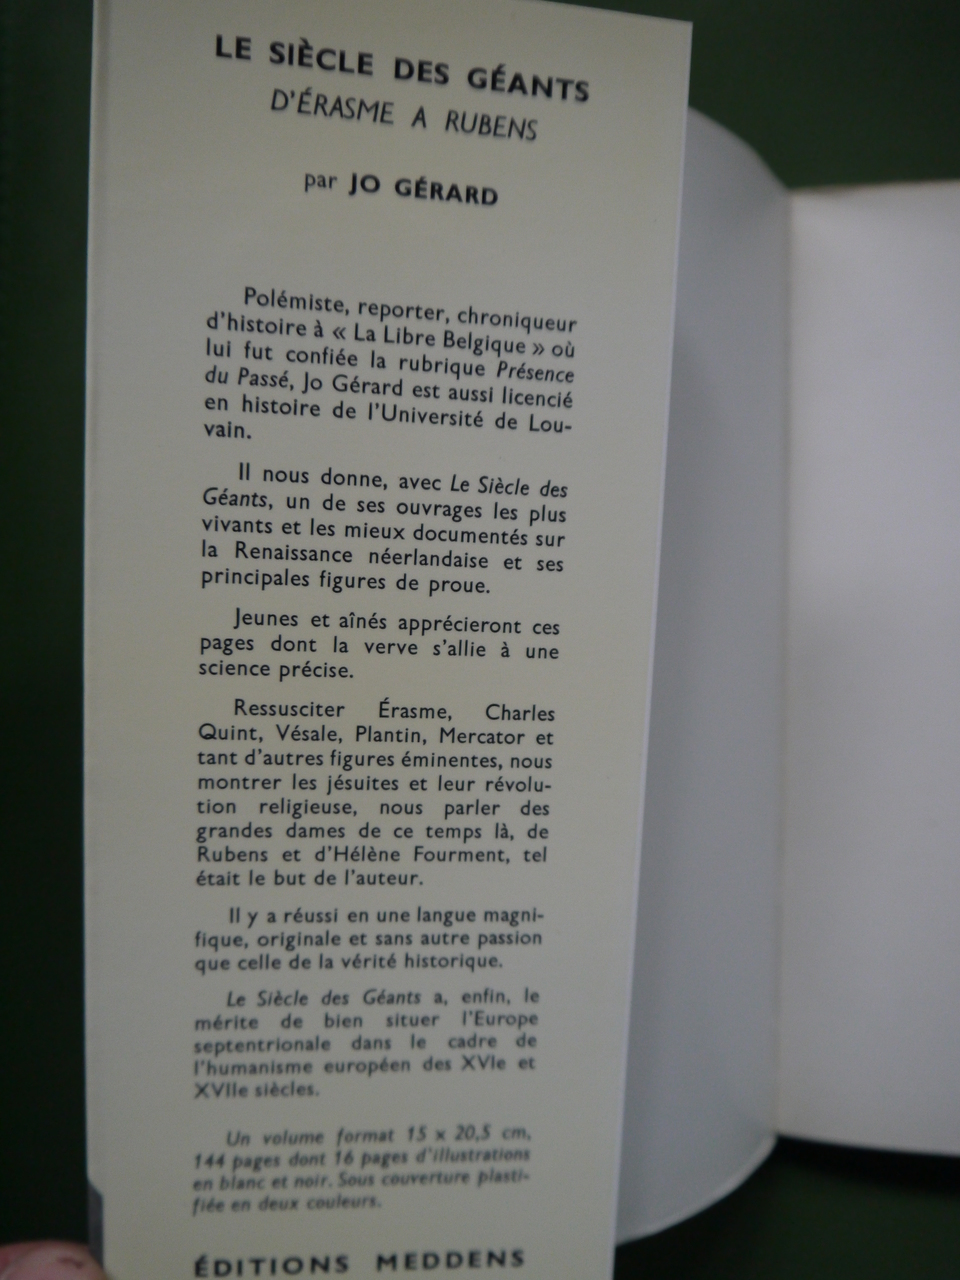 LE SIÈCLE DES GÉANTS
D'ÉRASME A RUBENS
par JO GÉRARD
Polémiste, reporter, chroniqueur
d'histoire à « La Libre Belgique » où
lui fut confiée la rubrique Présence
du Passé, Jo Gérard est aussi licencié
en histoire de l'Université de Lou-
vain.
Il nous donne, avec Le Siècle des
Géants, un de ses ouvrages les plus
vivants et les mieux documentés sur
la Renaissance néerlandaise et ses
principales figures de proue.
Jeunes et aînés apprécieront ces
pages dont la verve s'allie à une
science précise.
Ressusciter Érasme, Charles
Quint, Vésale, Plantin, Mercator et
tant d'autres figures éminentes, nous
montrer les jésuites et leur révolu-
tion religieuse, nous parler des
grandes dames de ce temps là, de
Rubens et d'Hélène Fourment, tel
était le but de l'auteur.
Il y a réussi en une langue magni-
fique, originale et sans autre passion
que celle de la vérité historique.
Le Siècle des Géants a, enfin, le
mérite de bien situer l'Europe
septentrionale dans le cadre de
l'humanisme européen des XVIe et
XVIIe siècles.
Un volume format 15 x 20,5 cm,
144 pages dont 16 pages d'illustrations
en blanc et noir. Sous couverture plasti-
fiée en deux couleurs.
ÉDITIONS MEDDENS